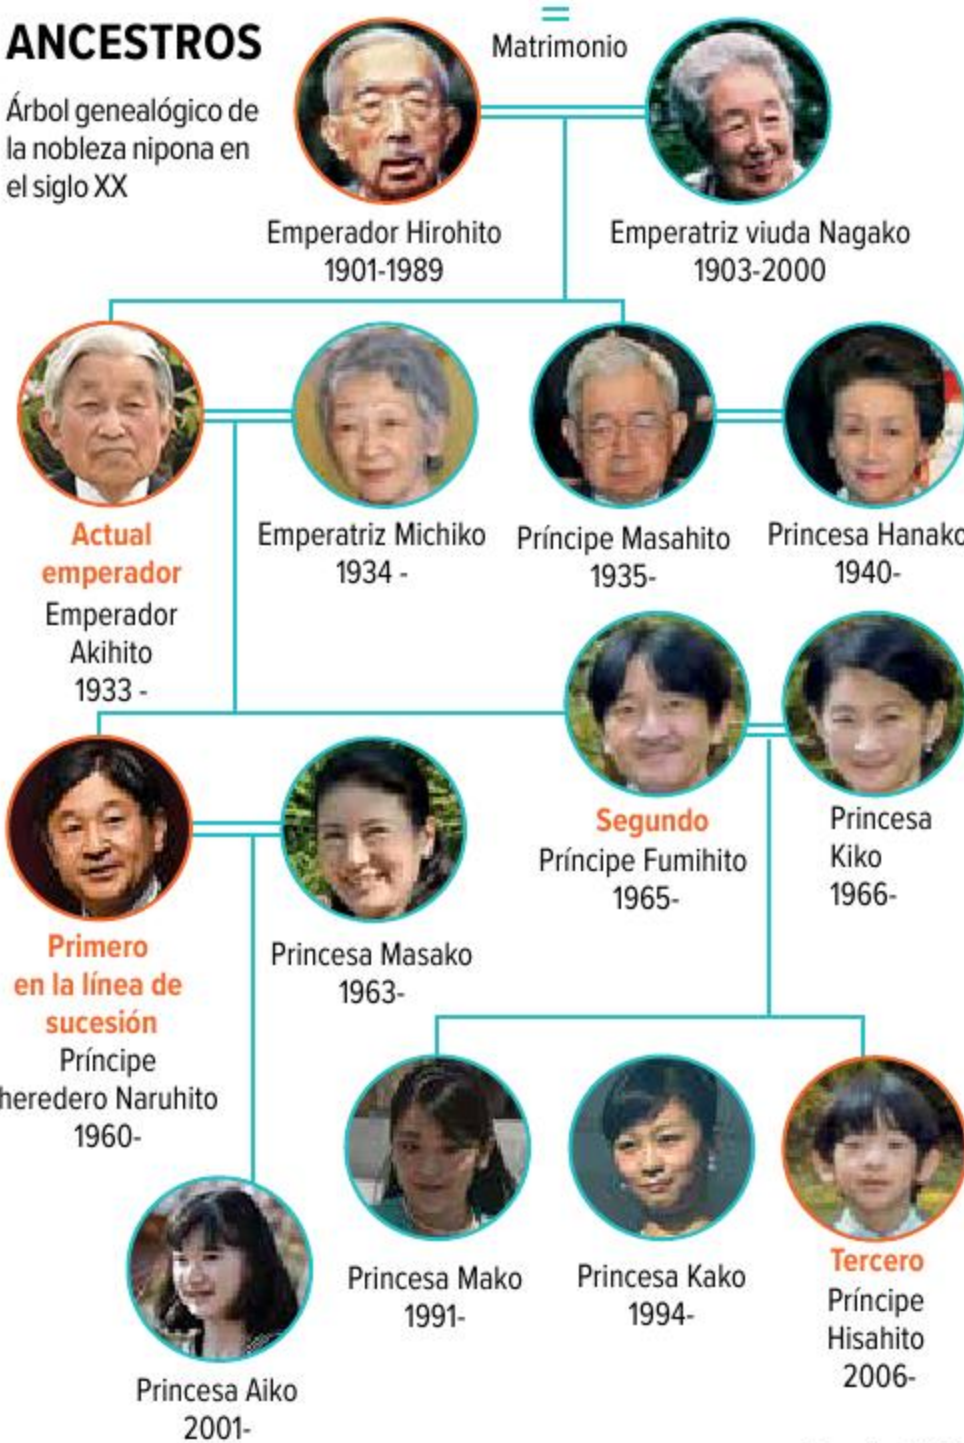 ANCESTROS
Árbol genealógico de
la nobleza nipona en
el siglo XX
Matrimonio
Emperador Hirohito
1901-1989
Emperatriz viuda Nagako
1903-2000
Actual
emperador
Emperador
Akihito
1933 -
Emperatriz Michiko
1934 -
Príncipe Masahito
1935-
Princesa Hanako
1940-
Segundo
Príncipe Fumihito
1965-
Princesa
Kiko
1966-
Primero
en la línea de
sucesión
Príncipe
heredero Naruhito
1960-
Princesa Masako
1963-
Princesa Aiko
2001-
Princesa Mako
1991-
Princesa Kako
1994-
Tercero
Príncipe
Hisahito
2006-